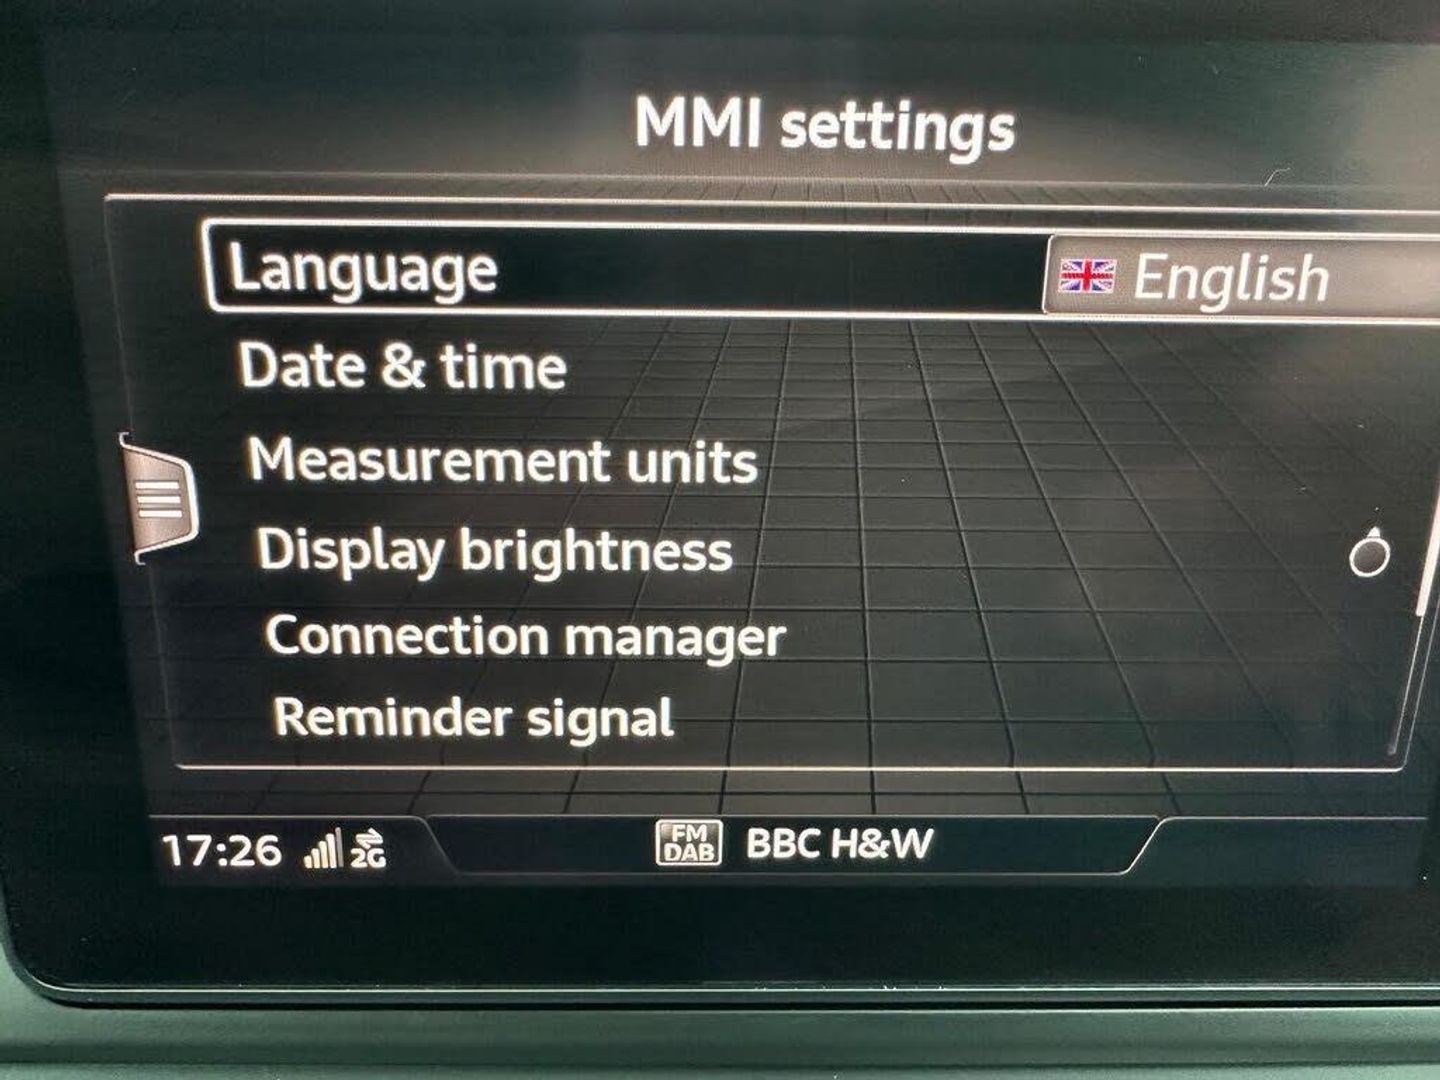 MMI settings
Language English
Date & time
Measurement units
Display brightness
Connection manager
Reminder signal
17:26 2G FM DAB BBC H&W